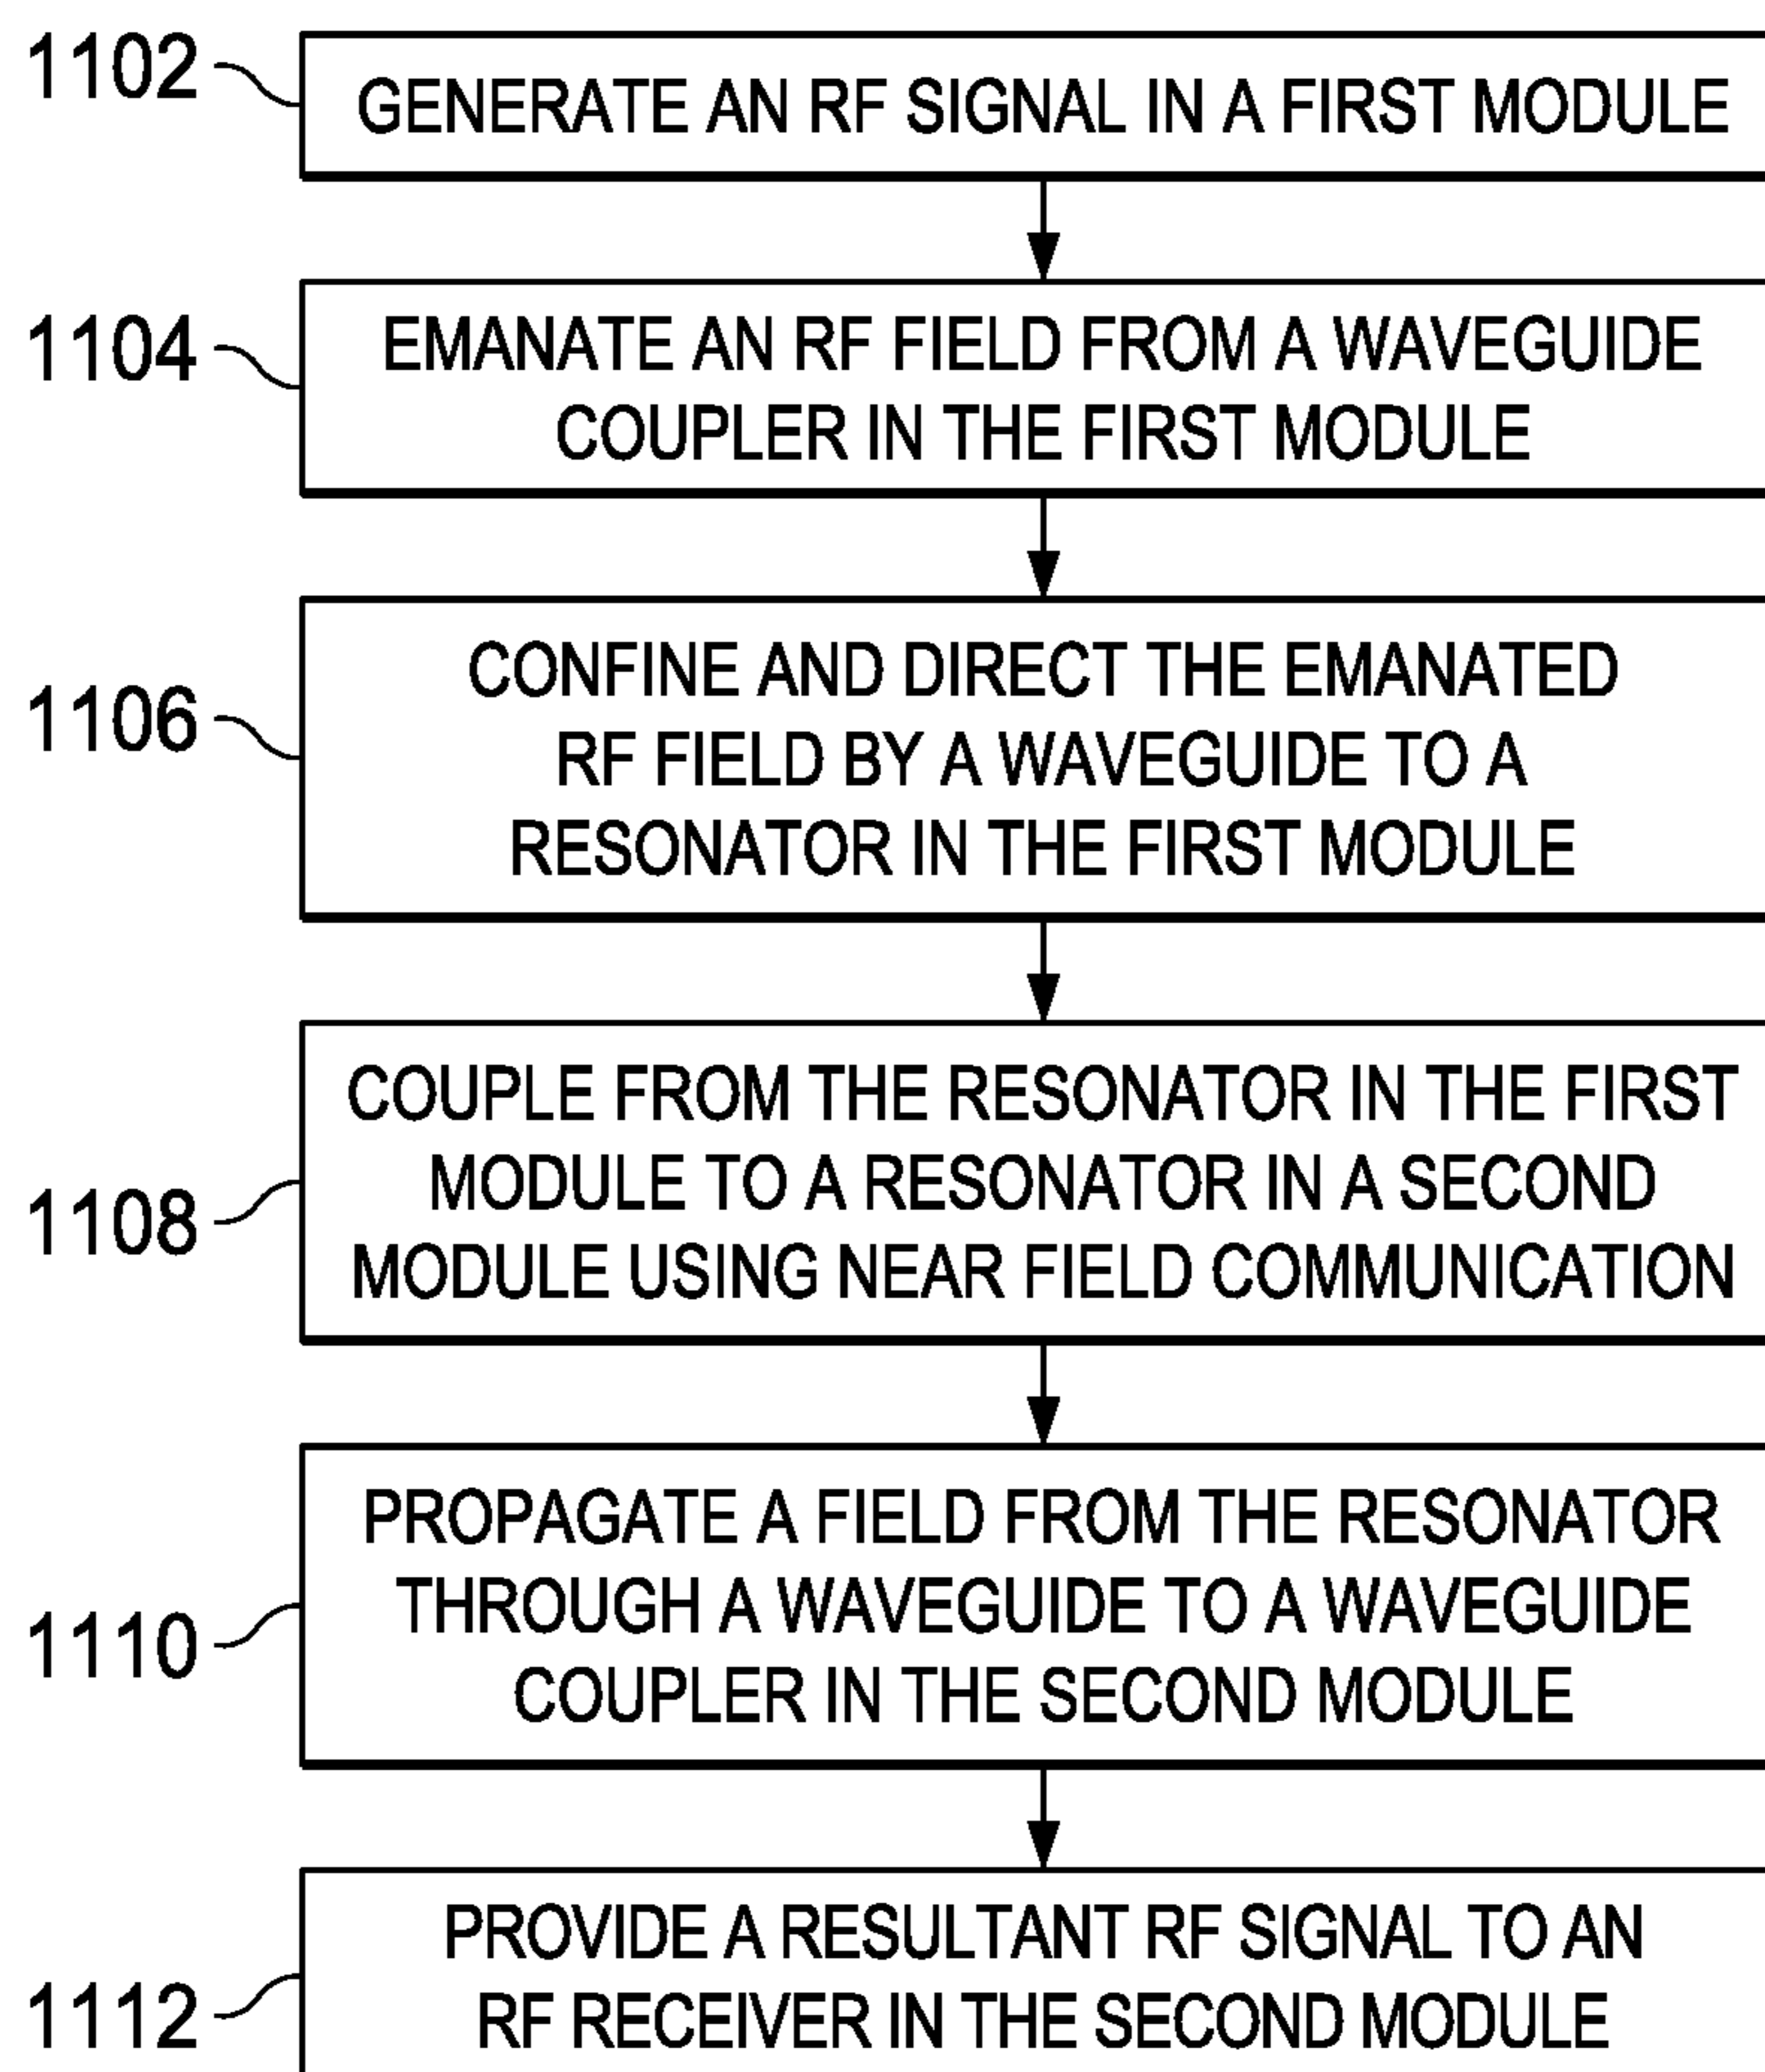 1102
GENERATE AN RF SIGNAL IN A FIRST MODULE
1104
EMANATE AN RF FIELD FROM A WAVEGUIDE
COUPLER IN THE FIRST MODULE
1106
CONFINE AND DIRECT THE EMANATED
RF FIELD BY A WAVEGUIDE TO A
RESONATOR IN THE FIRST MODULE
1108
COUPLE FROM THE RESONATOR IN THE FIRST
MODULE TO A RESONATOR IN A SECOND
MODULE USING NEAR FIELD COMMUNICATION
1110
PROPAGATE A FIELD FROM THE RESONATOR
THROUGH A WAVEGUIDE TO A WAVEGUIDE
COUPLER IN THE SECOND MODULE
1112
PROVIDE A RESULTANT RF SIGNAL TO AN
RF RECEIVER IN THE SECOND MODULE